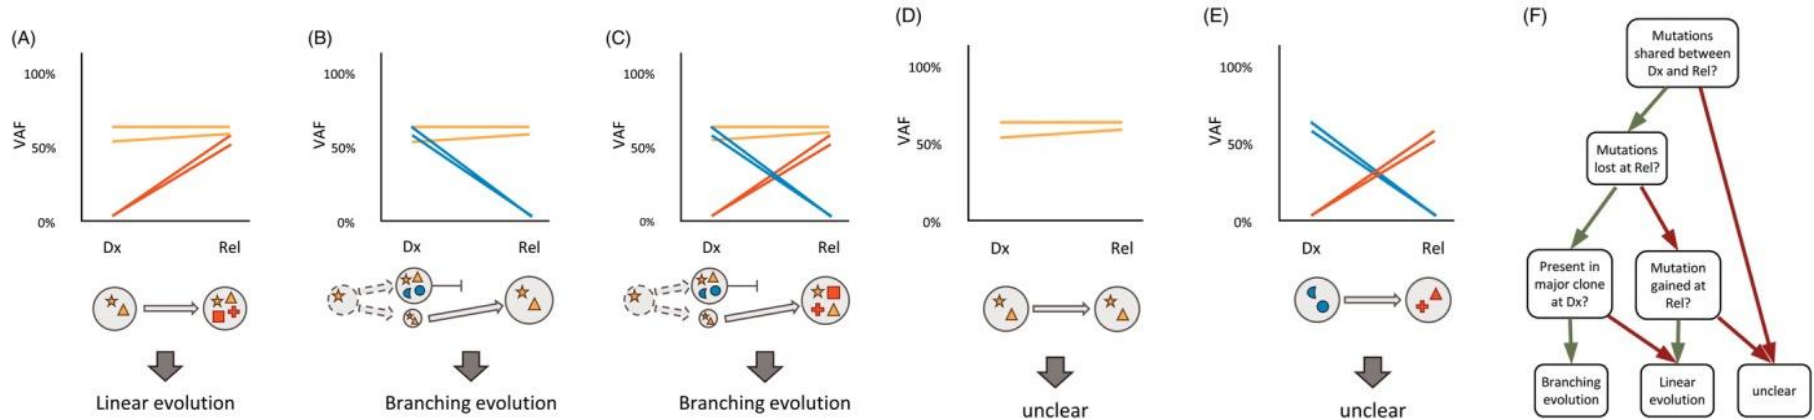 (A)
100%
VAF
50%
0%
Dx
Rel
Linear evolution
(B)
100%
VAF
50%
0%
Dx
Rel
Branching evolution
(C)
100%
VAF
50%
0%
Dx
Rel
Branching evolution
(D)
100%
VAF
50%
0%
Dx
Rel
unclear
(E)
100%
VAF
50%
0%
Dx
Rel
unclear
(F)
Mutations
shared between
Dx and Rel?
Mutations
lost at Rel?
Present in
major clone
at Dx?
Mutation
gained at
Rel?
Branching
evolution
Linear
evolution
unclear